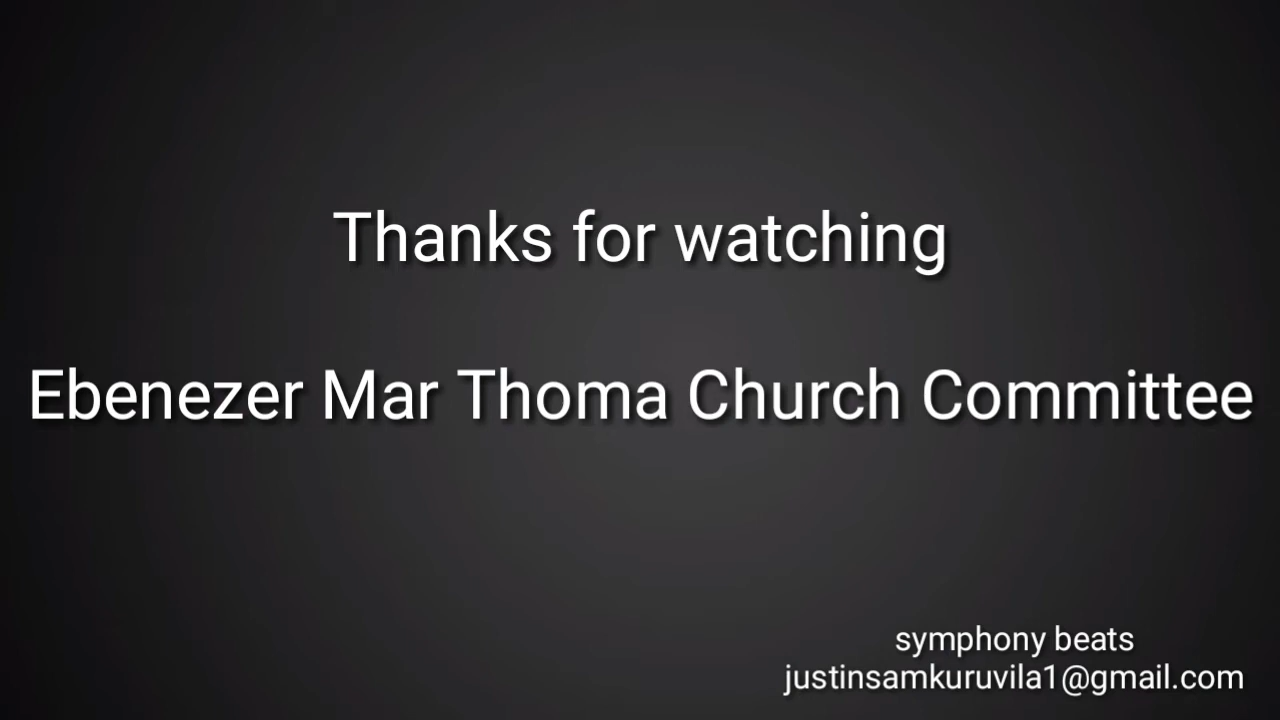 Thanks for watching
Ebenezer Mar Thoma Church Committee
symphony beats
justinsamkuruvila1@gmail.com